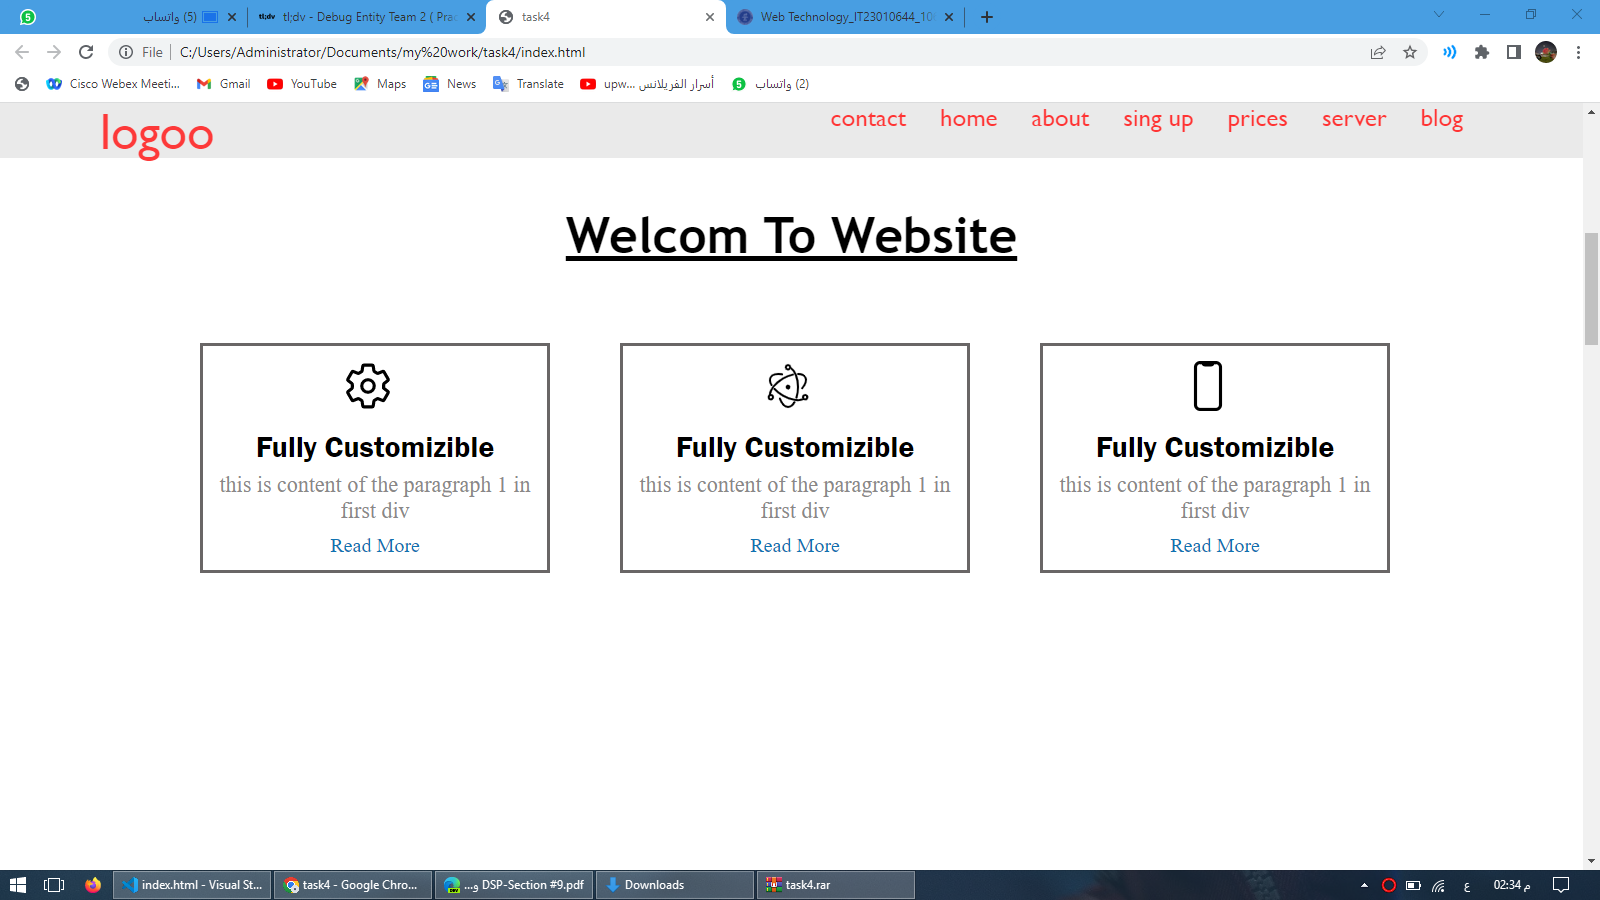 5
(5) واتساب
tl;dv tl;dv - Debug Entity Team 2 ( Prac
task4
Web Technology_IT23010644_10
File C:/Users/Administrator/Documents/my%20work/task4/index.html
Cisco Webex Meeti...
Gmail
YouTube
Maps
News
Translate
أسرار الفريلانس ...upw
5 (2) واتساب
logoo
contact home about sing up prices server blog
Welcom To Website
Fully Customizible
this is content of the paragraph 1 in
first div
Read More
Fully Customizible
this is content of the paragraph 1 in
first div
Read More
Fully Customizible
this is content of the paragraph 1 in
first div
Read More
index.html - Visual St...
task4 - Google Chro...
DEV
و... DSP-Section #9.pdf
Downloads
task4.rar
ع
02:34 م